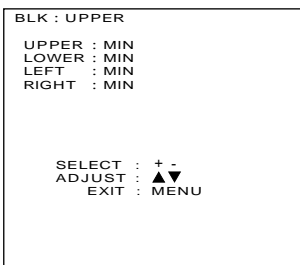 BLK : UPPER
UPPER : MIN
LOWER : MIN
LEFT : MIN
RIGHT : MIN
SELECT : + -
ADJUST : ▲▼
EXIT : MENU